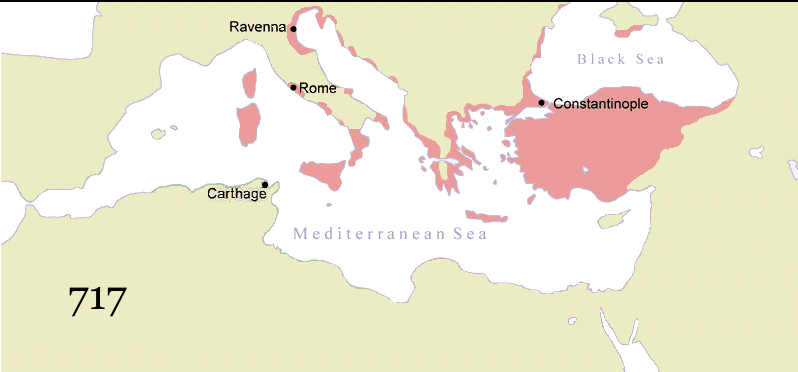 Ravenna
Black Sea
Rome
Constantinople
Carthage
Mediterranean Sea
717